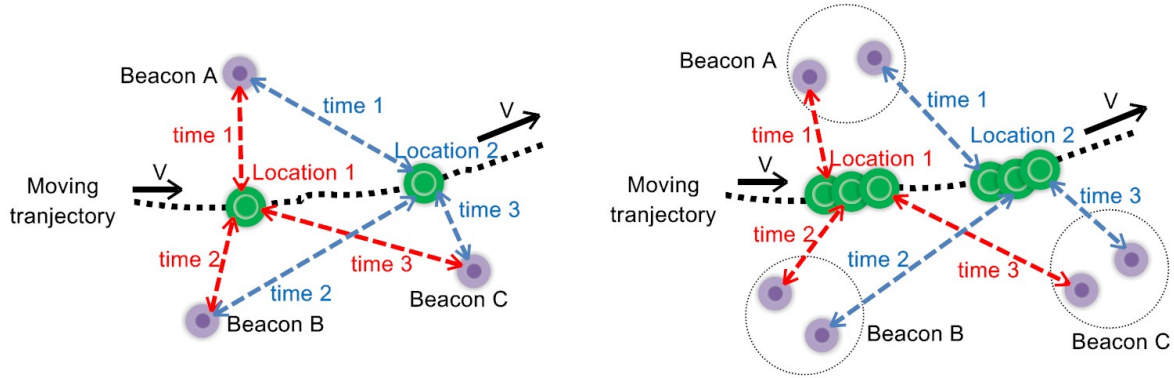 Beacon A
time 1
time 1
V
Location 2
V
Location 1
Moving
tranjectory
time 3
time 2
time 3
time 2
Beacon C
Beacon B
V
Beacon A
time 1
time 1
Location 2
V
Location 1
Moving
tranjectory
time 3
time 2
time 2
time 3
Beacon B
Beacon C